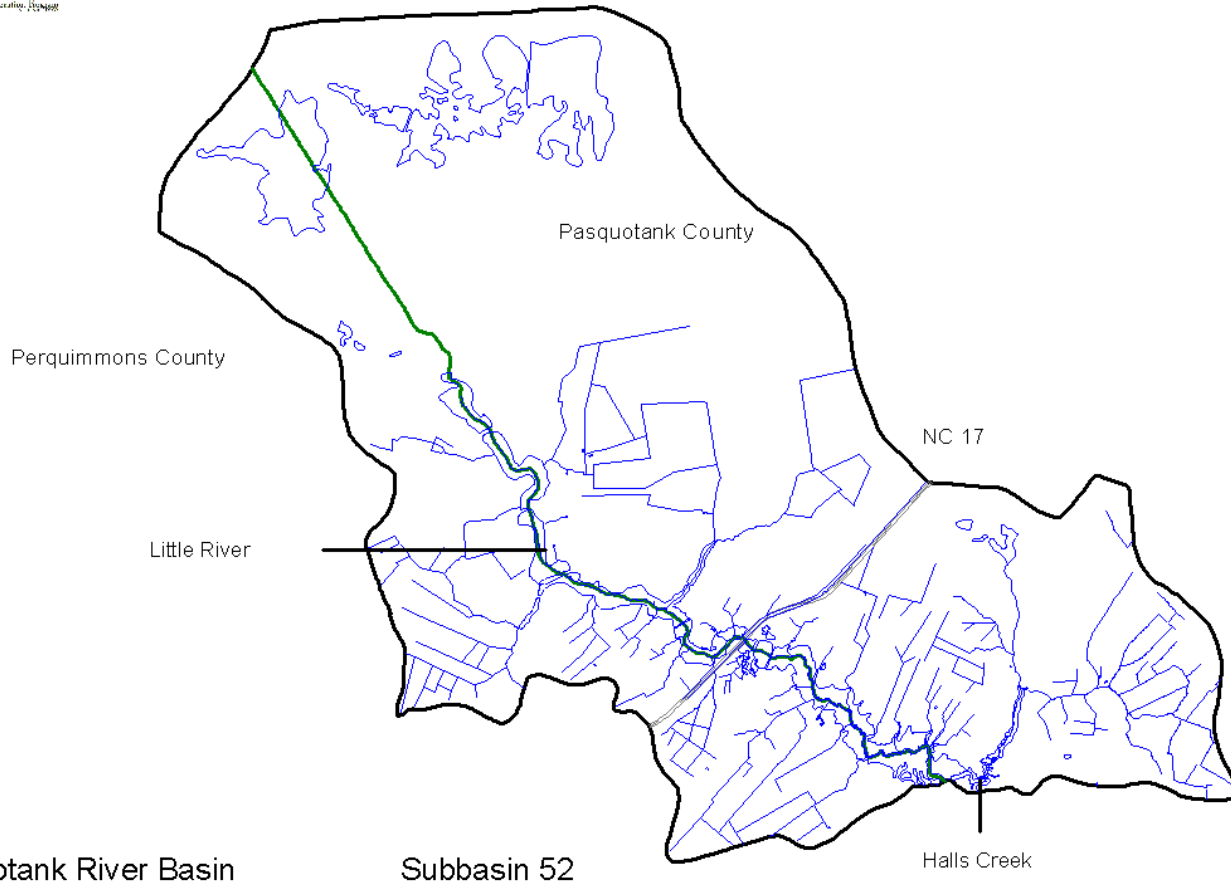 Pasquotank County
Perquimmons County
NC 17
Little River
Halls Creek
otank River Basin
Subbasin 52